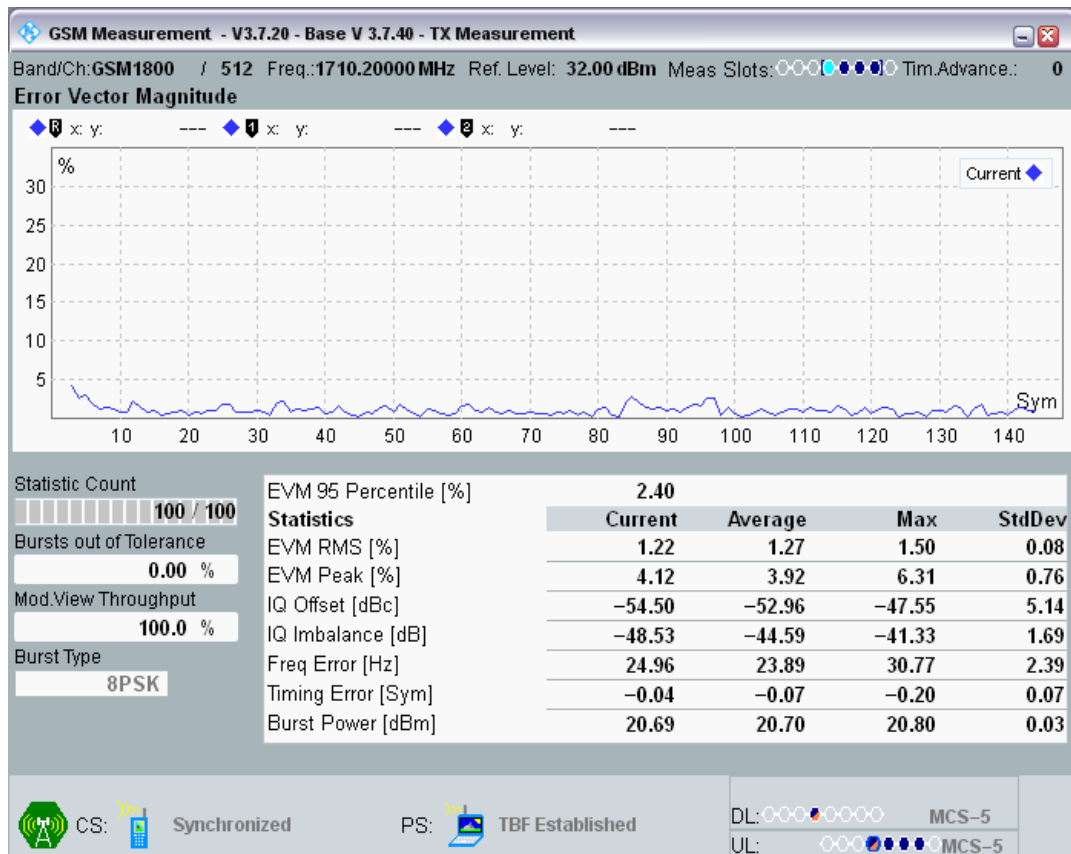 GSM Measurement - V3.7.20 - Base V 3.7.40 - TX Measurement
Band/Ch:GSM1800 / 512 Freq.:1710.20000 MHz Ref. Level: 32.00 dBm Meas Slots: Tim.Advance.: 0
Error Vector Magnitude
R x: y: --- 1 x: y: --- 2 x: y: ---
%
Current
30
25
20
15
10
5
Sym
10 20 30 40 50 60 70 80 90 100 110 120 130 140
Statistic Count
100 / 100
Bursts out of Tolerance
0.00 %
Mod.View Throughput
100.0 %
Burst Type
8PSK
EVM 95 Percentile [%] 2.40
Statistics Current Average Max StdDev
EVM RMS [%] 1.22 1.27 1.50 0.08
EVM Peak [%] 4.12 3.92 6.31 0.76
IQ Offset [dBc] −54.50 −52.96 −47.55 5.14
IQ Imbalance [dB] −48.53 −44.59 −41.33 1.69
Freq Error [Hz] 24.96 23.89 30.77 2.39
Timing Error [Sym] −0.04 −0.07 −0.20 0.07
Burst Power [dBm] 20.69 20.70 20.80 0.03
CS: Synchronized PS: TBF Established
DL: MCS−5
UL: MCS−5